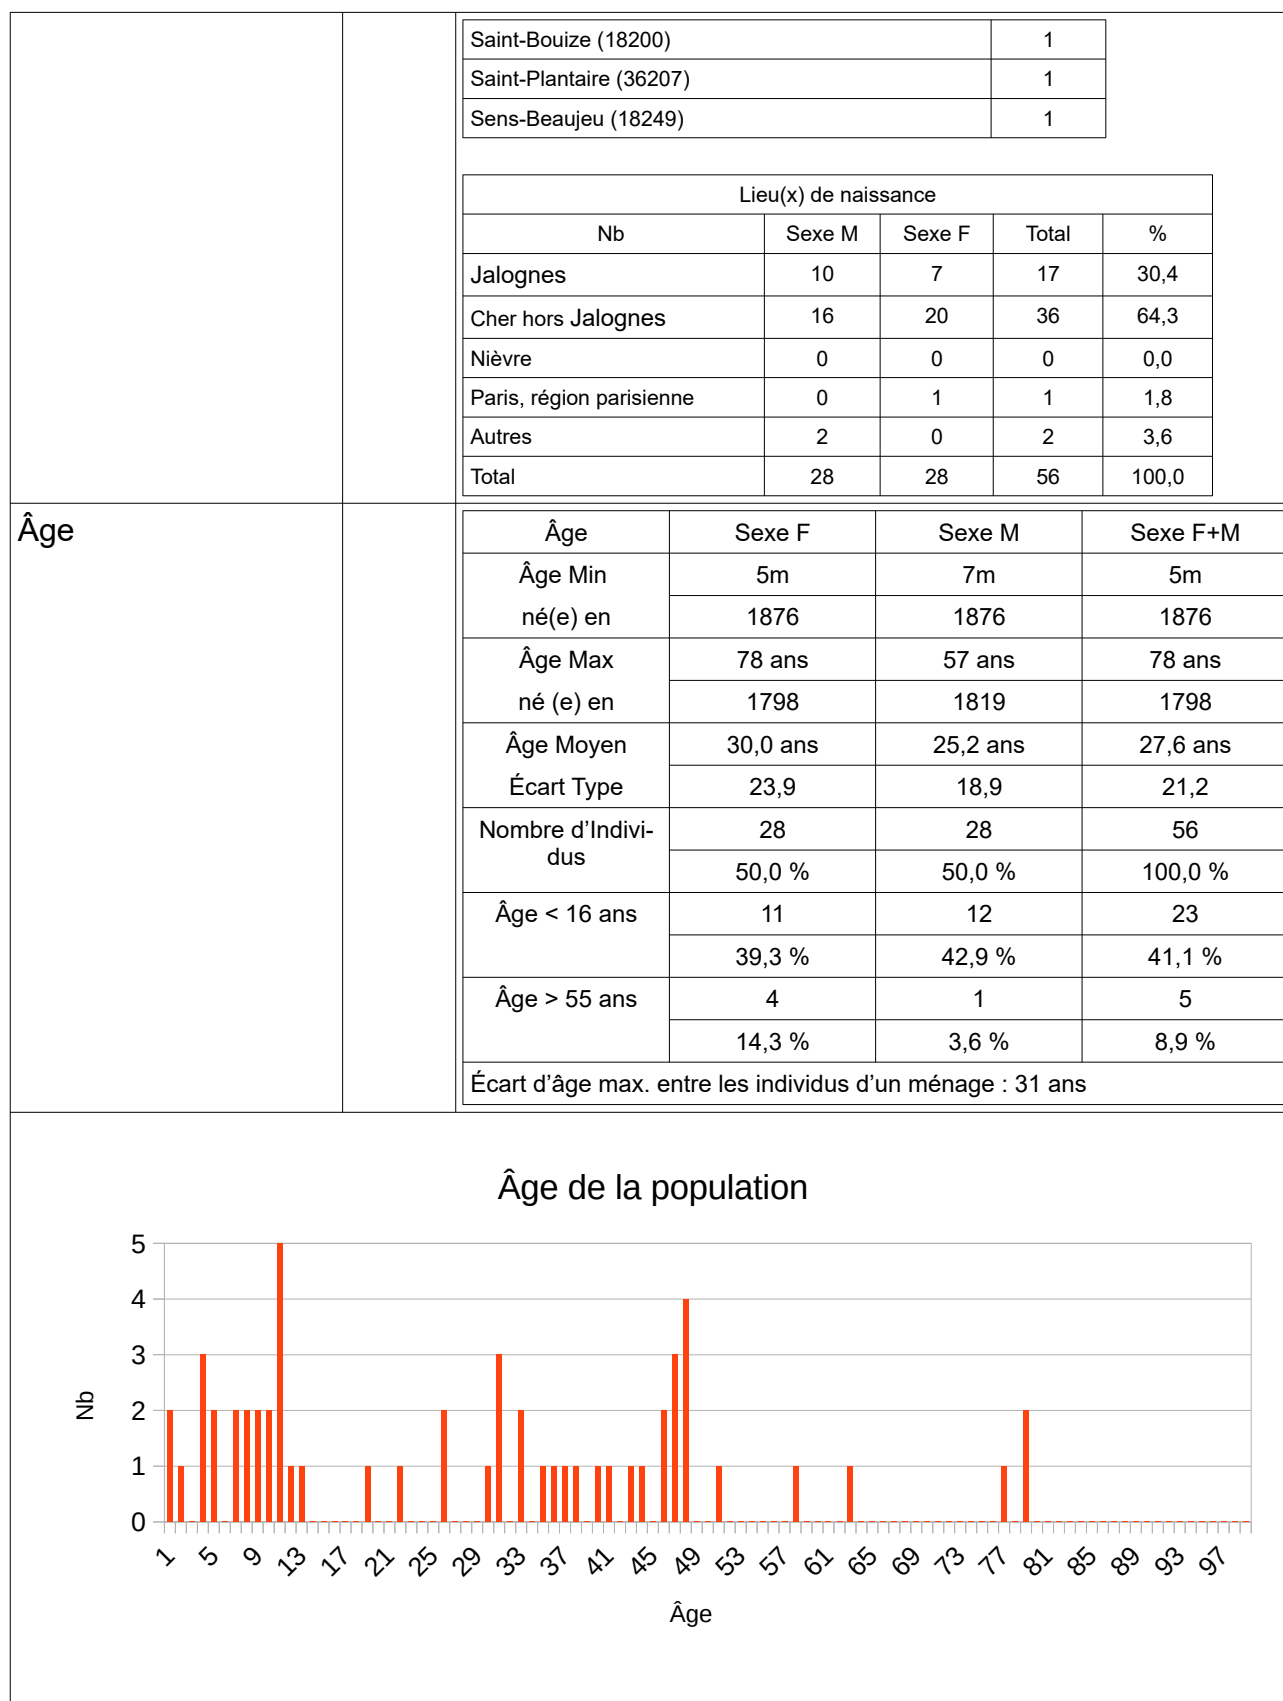 Saint-Bouize (18200) 1
Saint-Plantaire (36207) 1
Sens-Beaujeu (18249) 1
Lieu(x) de naissance
Nb Sexe M Sexe F Total %
Jalognes 10 7 17 30,4
Cher hors Jalognes 16 20 36 64,3
Nièvre 0 0 0 0,0
Paris, région parisienne 0 1 1 1,8
Autres 2 0 2 3,6
Total 28 28 56 100,0
Âge
Âge Sexe F Sexe M Sexe F+M
Âge Min 5m 7m 5m
né(e) en 1876 1876 1876
Âge Max 78 ans 57 ans 78 ans
né (e) en 1798 1819 1798
Âge Moyen 30,0 ans 25,2 ans 27,6 ans
Écart Type 23,9 18,9 21,2
Nombre d’Indivi- 28 28 56
dus
50,0 % 50,0 % 100,0 %
Âge < 16 ans 11 12 23
39,3 % 42,9 % 41,1 %
Âge > 55 ans 4 1 5
14,3 % 3,6 % 8,9 %
Écart d’âge max. entre les individus d’un ménage : 31 ans
Âge de la population
5
4
3
2
1
0
Nb
1 5 9 13 17 21 25 29 33 37 41 45 49 53 57 61 65 69 73 77 81 85 89 93 97
Âge